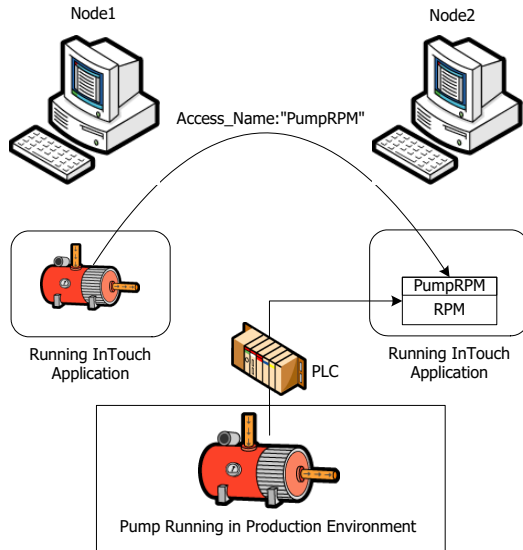 Node1
Node2
Access_Name:"PumpRPM"
PumpRPM
RPM
Running InTouch
Application
Running InTouch
Application
PLC
Pump Running in Production Environment